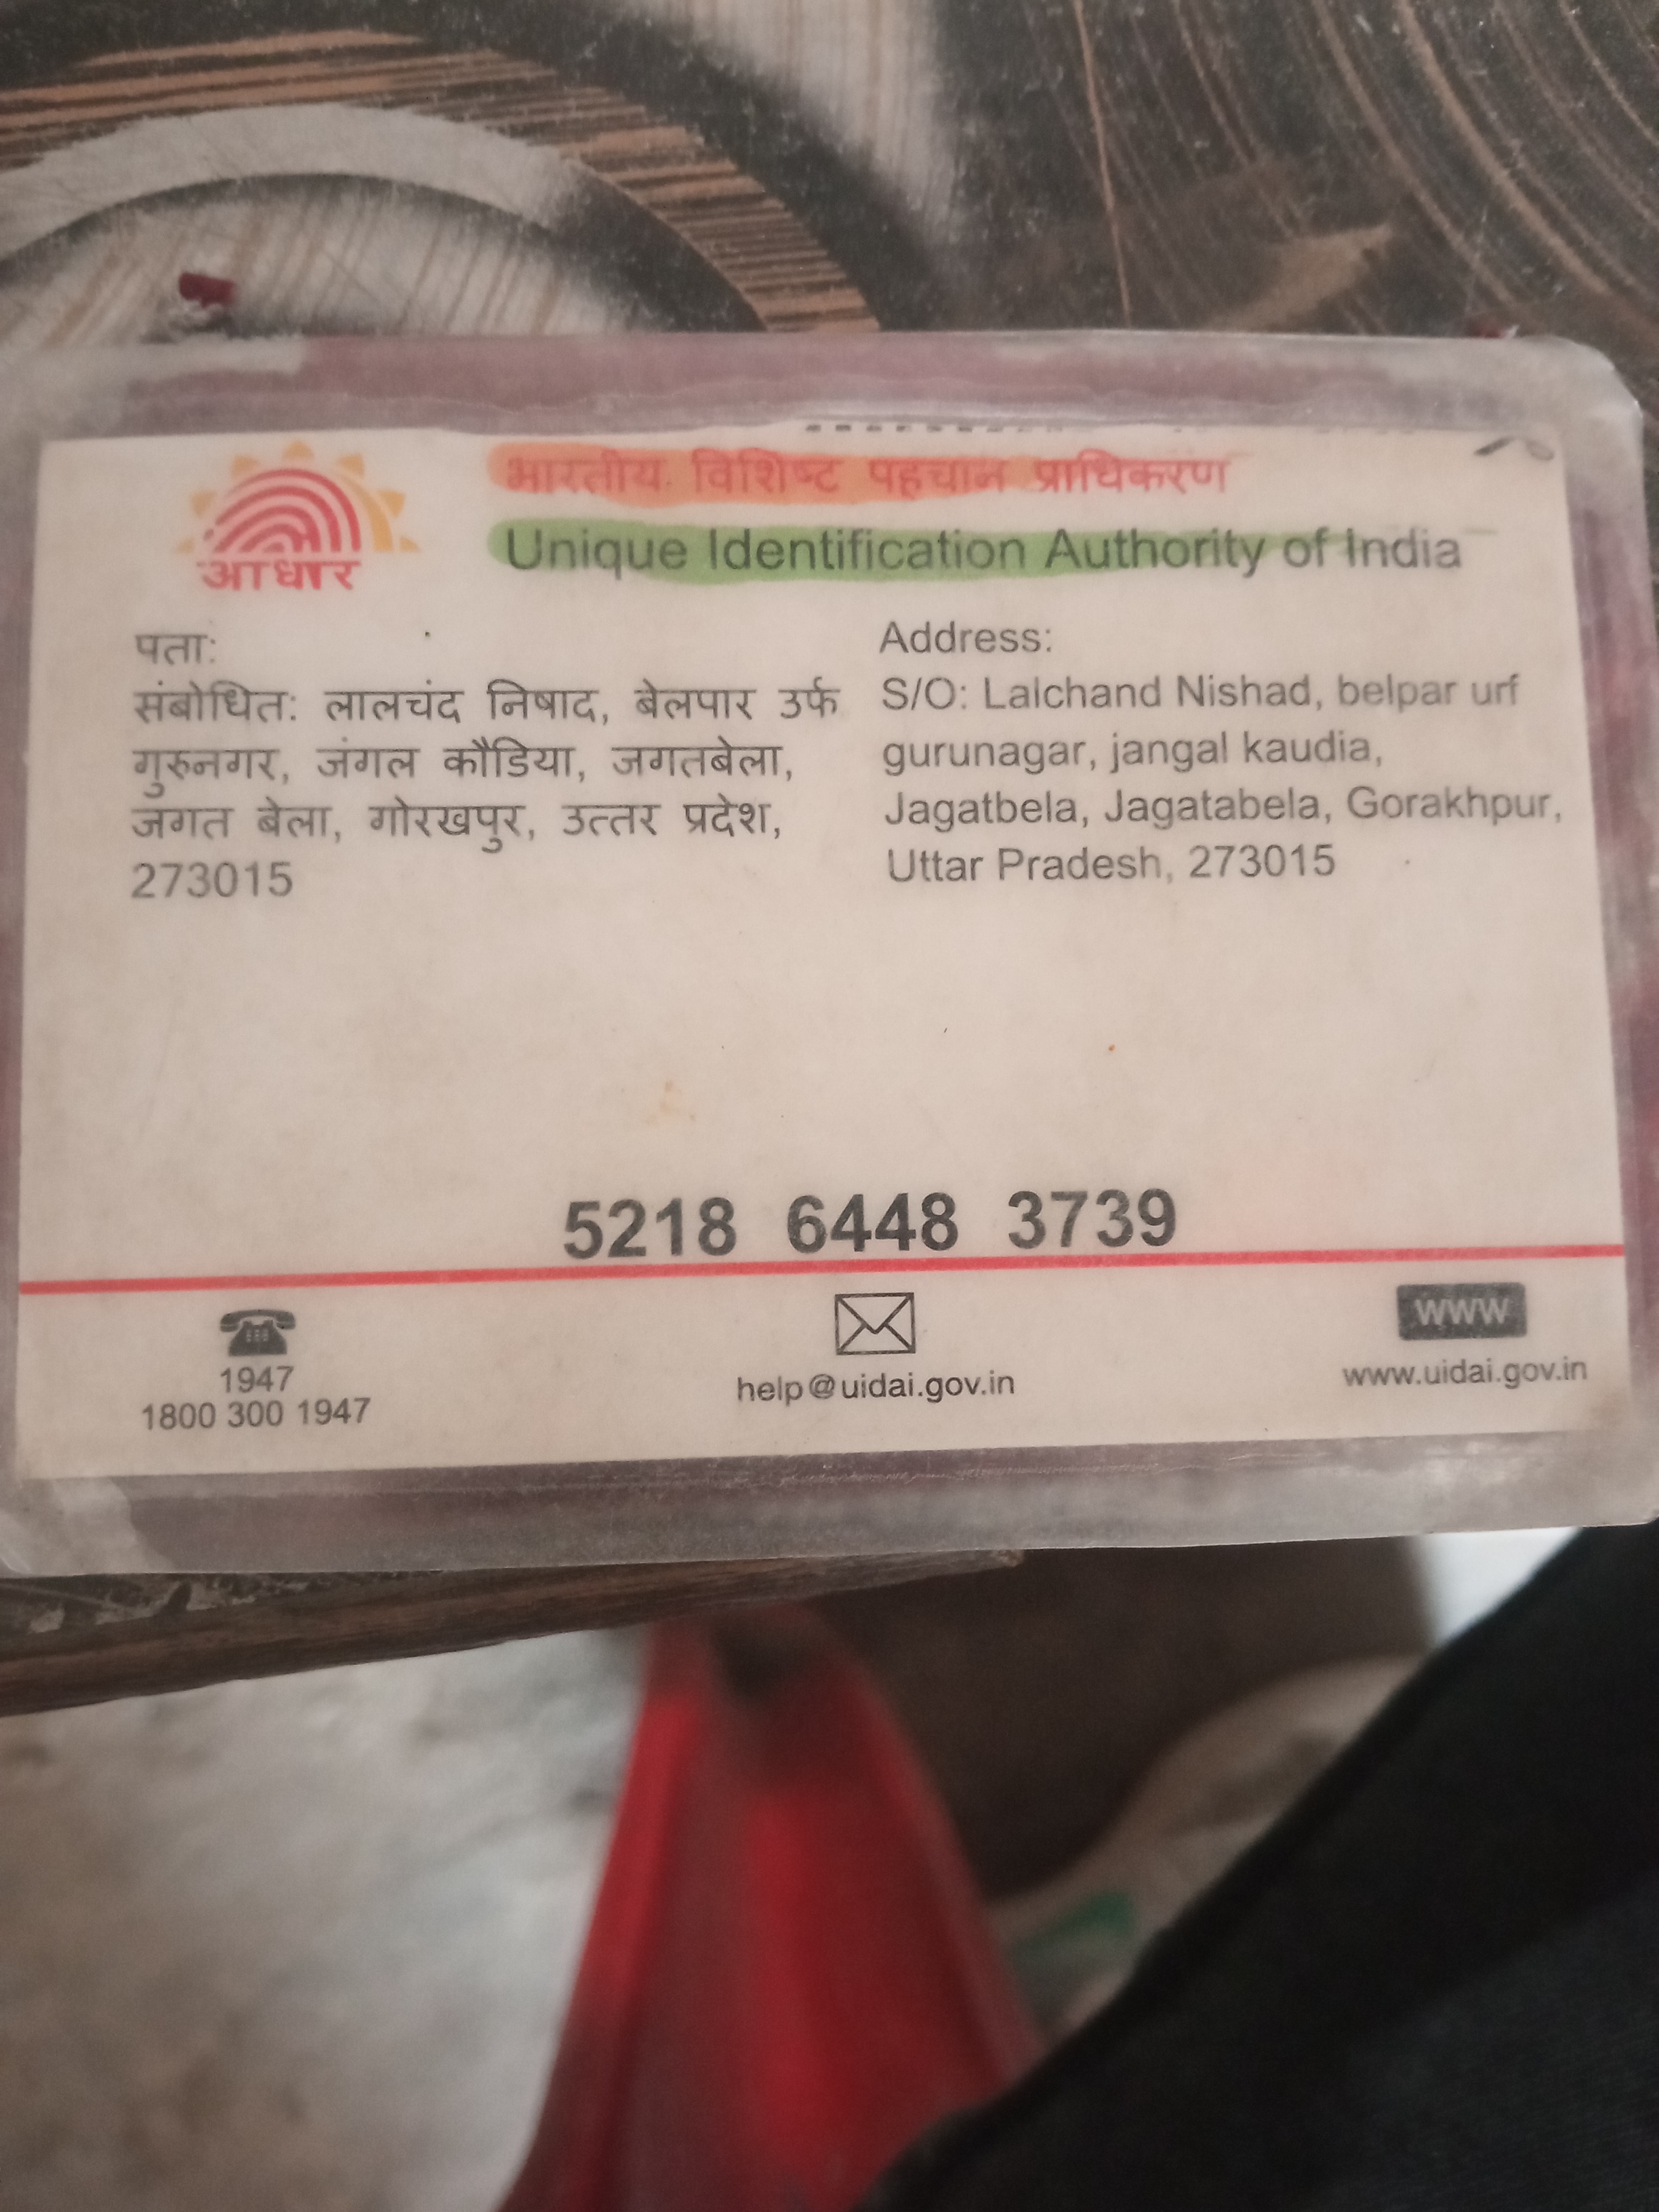 आधार
भारतीय विशिष्ट पहचान प्राधिकरण
Unique Identification Authority of India
पता:
संबोधित: लालचंद निषाद, बेलपार उर्फ
गुरुनगर, जंगल कौडिया, जगतबेला,
जगत बेला, गोरखपुर, उत्तर प्रदेश,
273015
Address:
S/O: Lalchand Nishad, belpar urf
gurunagar, jangal kaudia,
Jagatbela, Jagatabela, Gorakhpur,
Uttar Pradesh, 273015
5218 6448 3739
1947
1800 300 1947
help@uidai.gov.in
www
www.uidai.gov.in